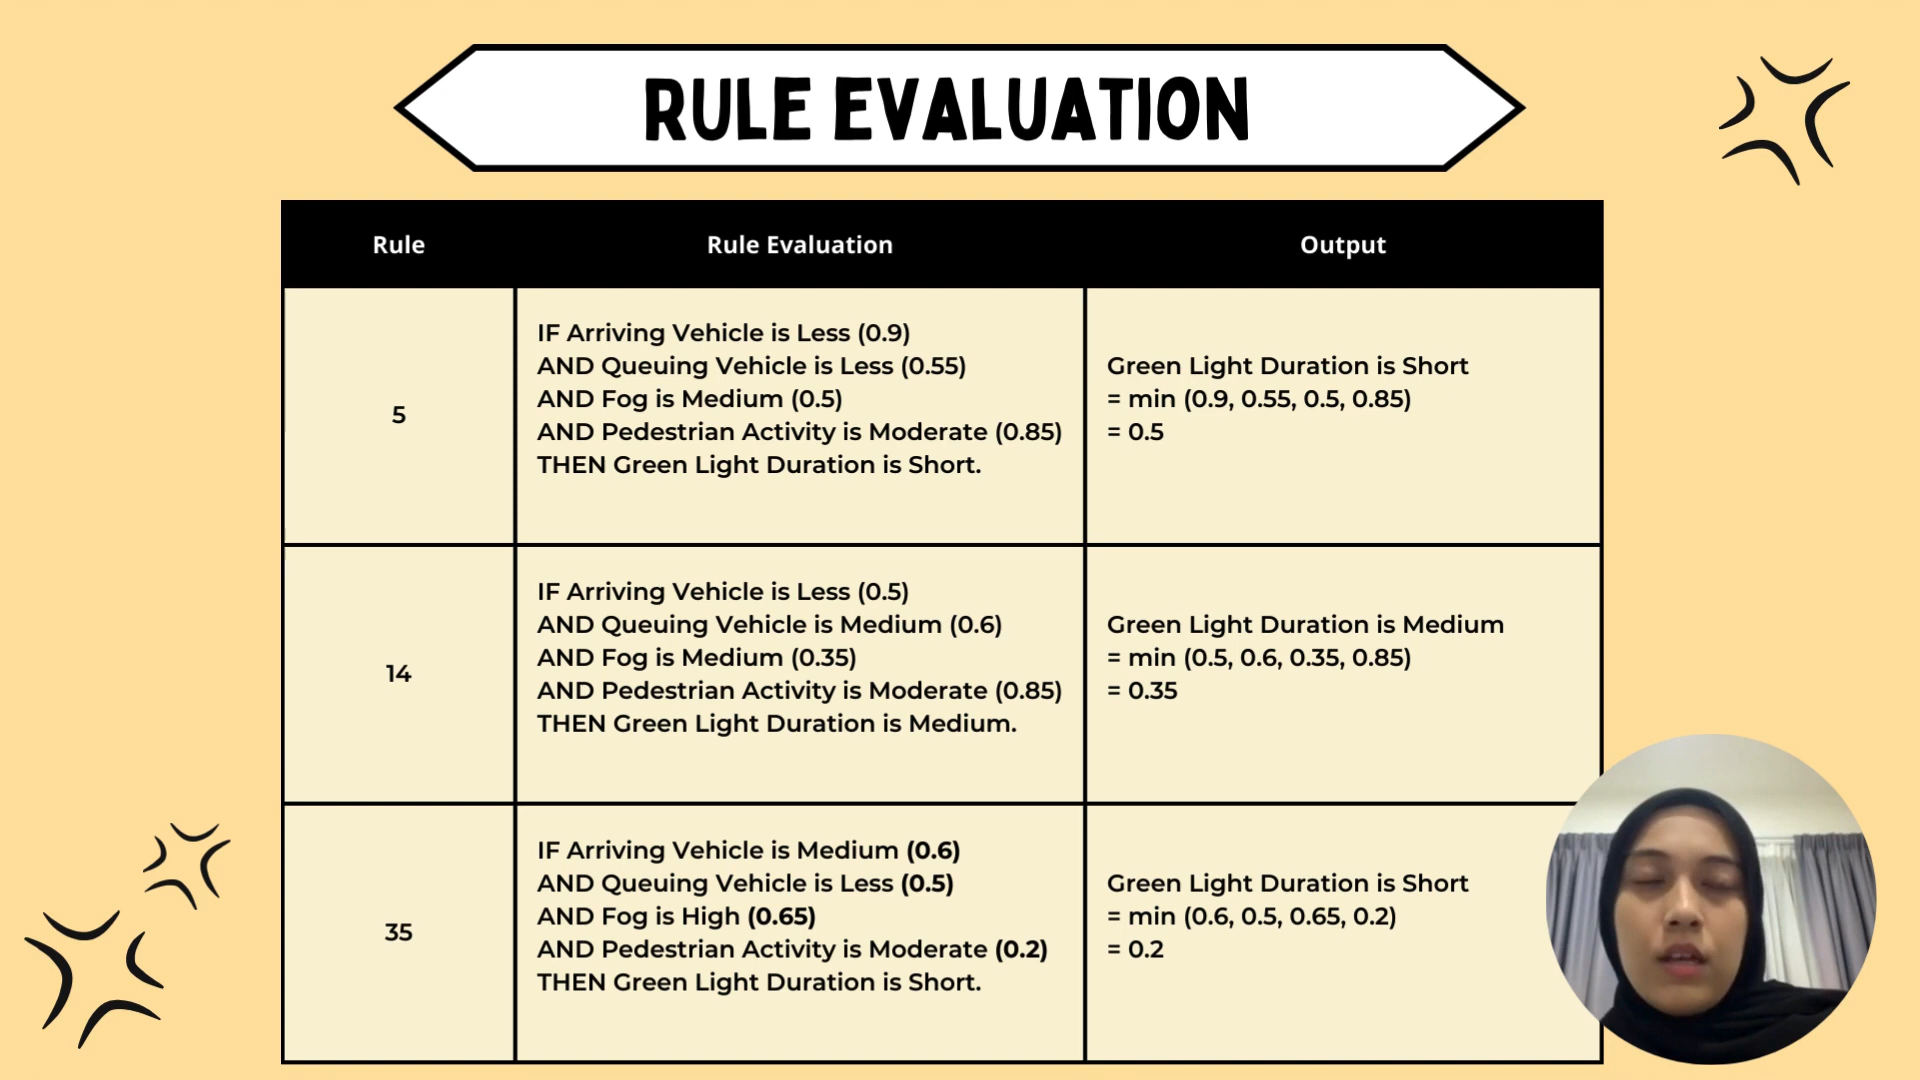 RULE EVALUATION
Rule
Rule Evaluation
Output
5
IF Arriving Vehicle is Less (0.9)
AND Queuing Vehicle is Less (0.55)
AND Fog is Medium (0.5)
AND Pedestrian Activity is Moderate (0.85)
THEN Green Light Duration is Short.
Green Light Duration is Short
= min (0.9, 0.55, 0.5, 0.85)
= 0.5
14
IF Arriving Vehicle is Less (0.5)
AND Queuing Vehicle is Medium (0.6)
AND Fog is Medium (0.35)
AND Pedestrian Activity is Moderate (0.85)
THEN Green Light Duration is Medium.
Green Light Duration is Medium
= min (0.5, 0.6, 0.35, 0.85)
= 0.35
35
IF Arriving Vehicle is Medium (0.6)
AND Queuing Vehicle is Less (0.5)
AND Fog is High (0.65)
AND Pedestrian Activity is Moderate (0.2)
THEN Green Light Duration is Short.
Green Light Duration is Short
= min (0.6, 0.5, 0.65, 0.2)
= 0.2